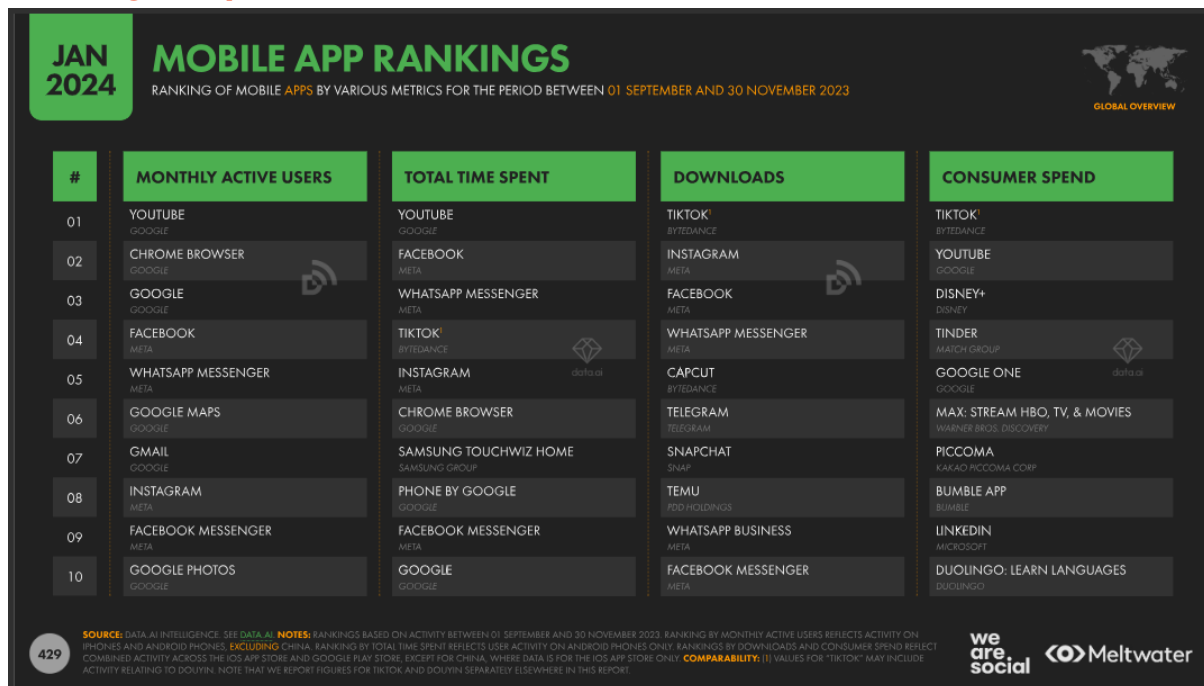 JAN
2024
MOBILE APP RANKINGS
RANKING OF MOBILE APPS BY VARIOUS METRICS FOR THE PERIOD BETWEEN 01 SEPTEMBER AND 30 NOVEMBER 2023
GLOBAL OVERVIEW
# MONTHLY ACTIVE USERS TOTAL TIME SPENT DOWNLOADS CONSUMER SPEND
01 YOUTUBE YOUTUBE TIKTOK¹ TIKTOK¹
GOOGLE GOOGLE BYTEDANCE BYTEDANCE
02 CHROME BROWSER FACEBOOK INSTAGRAM YOUTUBE
GOOGLE META META GOOGLE
03 GOOGLE WHATSAPP MESSENGER FACEBOOK DISNEY+
GOOGLE META META DISNEY
04 FACEBOOK TIKTOK¹ WHATSAPP MESSENGER TINDER
META BYTEDANCE META MATCH GROUP
05 WHATSAPP MESSENGER INSTAGRAM CAPCUT GOOGLE ONE
META META BYTEDANCE GOOGLE
data.ai data.ai
06 GOOGLE MAPS CHROME BROWSER TELEGRAM MAX: STREAM HBO, TV, & MOVIES
GOOGLE GOOGLE TELEGRAM WARNER BROS. DISCOVERY
07 GMAIL SAMSUNG TOUCHWIZ HOME SNAPCHAT PICCOMA
GOOGLE SAMSUNG GROUP SNAP KAKAO PICCOMA CORP
08 INSTAGRAM PHONE BY GOOGLE TEMU BUMBLE APP
META GOOGLE PDD HOLDINGS BUMBLE
09 FACEBOOK MESSENGER FACEBOOK MESSENGER WHATSAPP BUSINESS LINKEDIN
META META META MICROSOFT
10 GOOGLE PHOTOS GOOGLE FACEBOOK MESSENGER DUOLINGO: LEARN LANGUAGES
GOOGLE GOOGLE META DUOLINGO
429
SOURCE: DATA.AI INTELLIGENCE. SEE DATA.AI. NOTES: RANKINGS BASED ON ACTIVITY BETWEEN 01 SEPTEMBER AND 30 NOVEMBER 2023. RANKING BY MONTHLY ACTIVE USERS REFLECTS ACTIVITY ON
IPHONES AND ANDROID PHONES, EXCLUDING CHINA. RANKING BY TOTAL TIME SPENT REFLECTS USER ACTIVITY ON ANDROID PHONES ONLY. RANKINGS BY DOWNLOADS AND CONSUMER SPEND REFLECT
COMBINED ACTIVITY ACROSS THE IOS APP STORE AND GOOGLE PLAY STORE, EXCEPT FOR CHINA, WHERE DATA IS FOR THE IOS APP STORE ONLY. COMPARABILITY: (1) VALUES FOR "TIKTOK" MAY INCLUDE
ACTIVITY RELATING TO DOUYIN. NOTE THAT WE REPORT FIGURES FOR TIKTOK AND DOUYIN SEPARATELY ELSEWHERE IN THIS REPORT.
we
are.
social
Meltwater